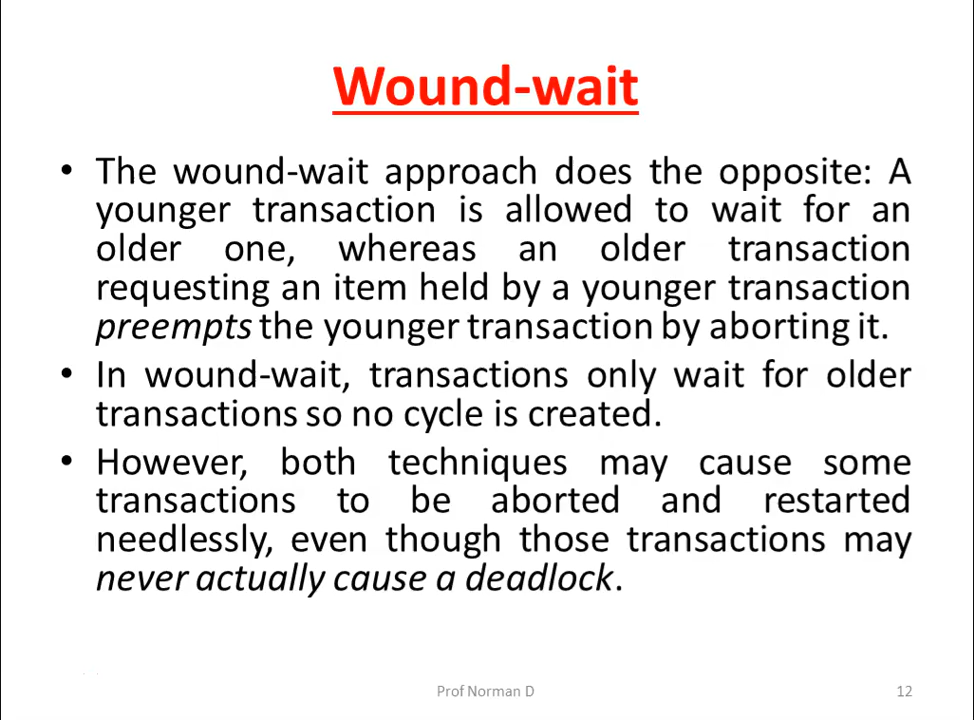 Wound-wait
• The wound-wait approach does the opposite: A
younger transaction is allowed to wait for an
older one, whereas an older transaction
requesting an item held by a younger transaction
preempts the younger transaction by aborting it.
• In wound-wait, transactions only wait for older
transactions so no cycle is created.
• However, both techniques may cause some
transactions to be aborted and restarted
needlessly, even though those transactions may
never actually cause a deadlock.
Prof Norman D
12